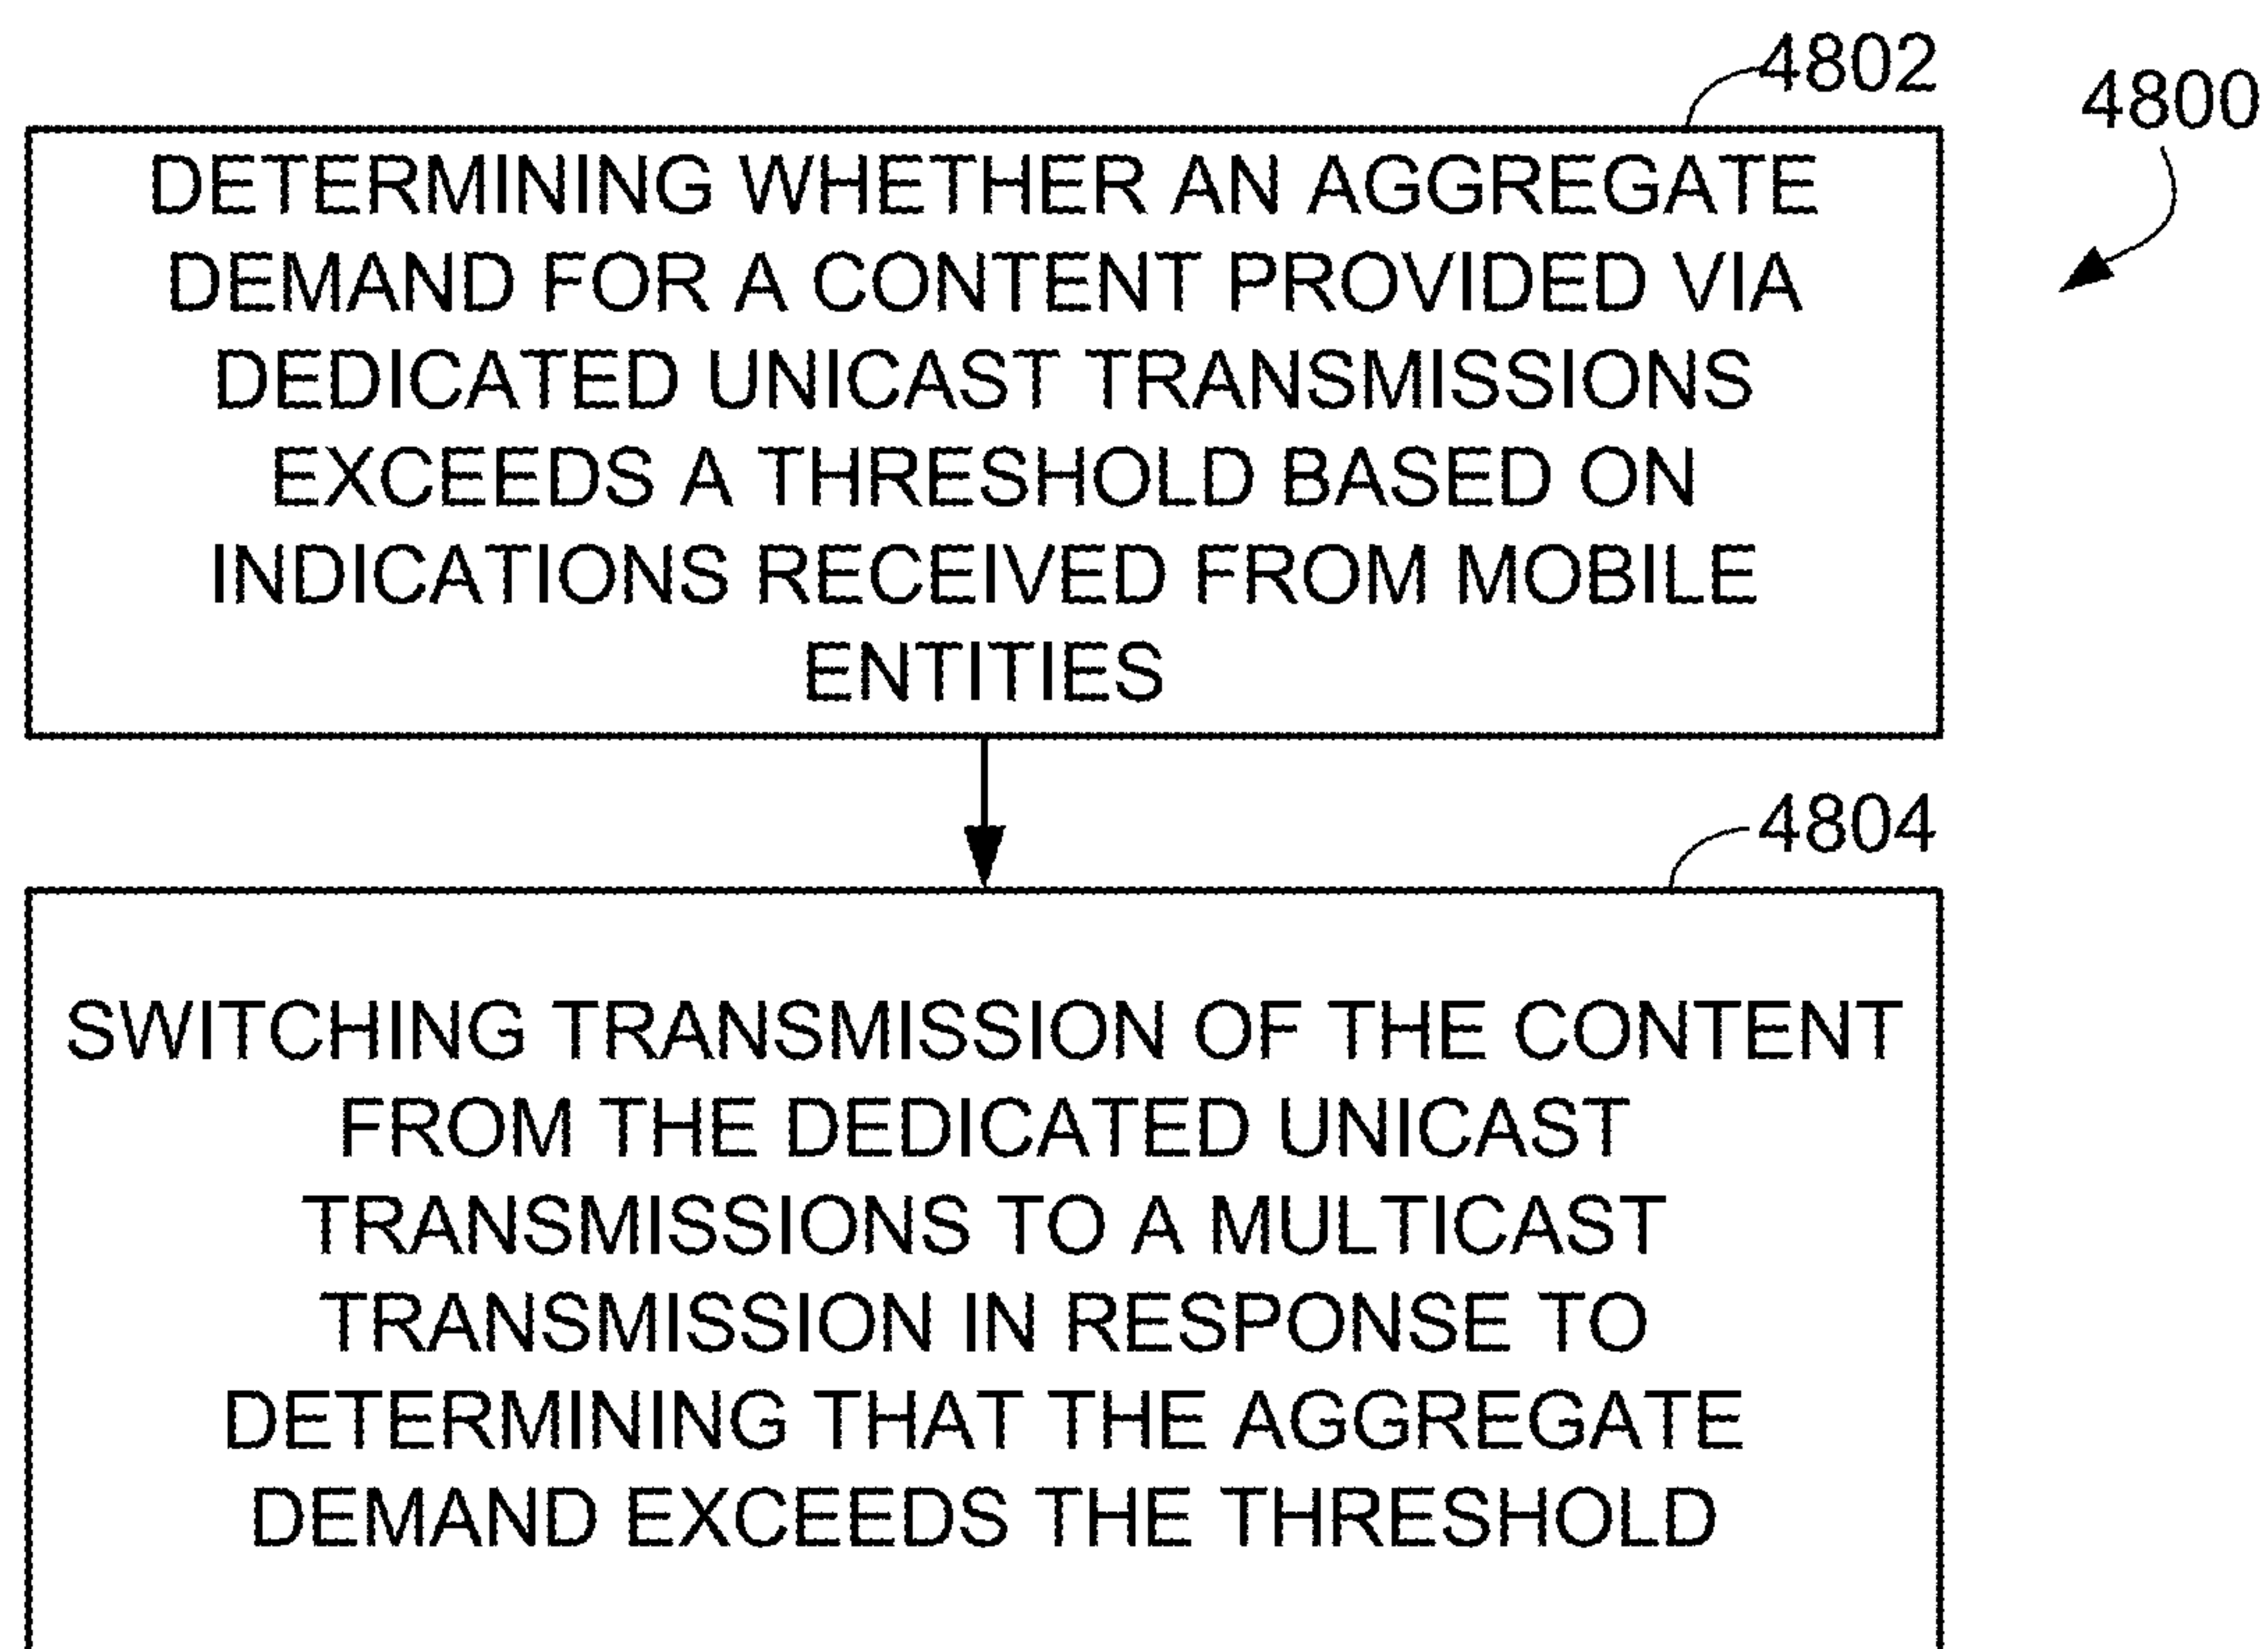 4802
4800
DETERMINING WHETHER AN AGGREGATE
DEMAND FOR A CONTENT PROVIDED VIA
DEDICATED UNICAST TRANSMISSIONS
EXCEEDS A THRESHOLD BASED ON
INDICATIONS RECEIVED FROM MOBILE
ENTITIES
4804
SWITCHING TRANSMISSION OF THE CONTENT
FROM THE DEDICATED UNICAST
TRANSMISSIONS TO A MULTICAST
TRANSMISSION IN RESPONSE TO
DETERMINING THAT THE AGGREGATE
DEMAND EXCEEDS THE THRESHOLD